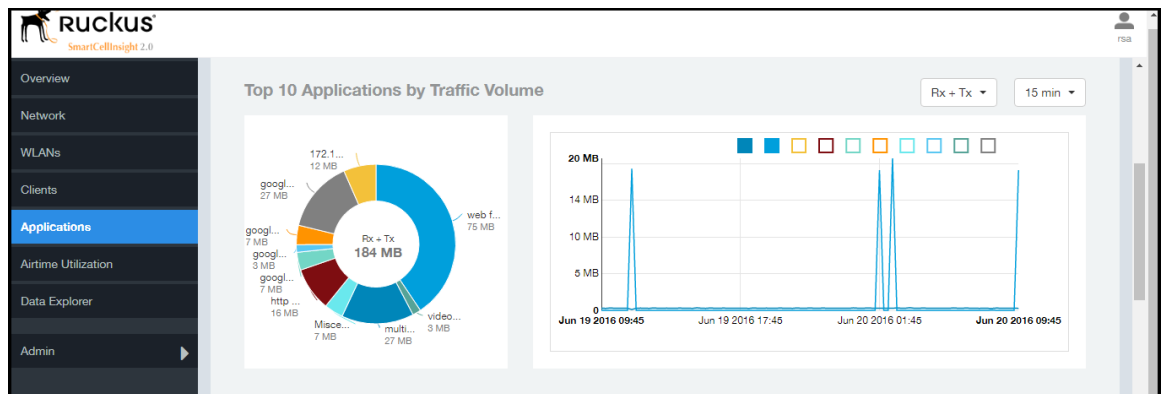 RUCKUS
SmartCellInsight 2.0
rsa
Overview
Network
WLANs
Clients
Applications
Airtime Utilization
Data Explorer
Admin
Top 10 Applications by Traffic Volume
Rx + Tx
15 min
172.1...
12 MB
googl...
27 MB
googl...
7 MB
googl...
3 MB
googl...
7 MB
http ...
16 MB
Misce...
7 MB
multi...
27 MB
video...
3 MB
web f...
75 MB
Rx + Tx
184 MB
20 MB
14 MB
10 MB
5 MB
0
Jun 19 2016 09:45
Jun 19 2016 17:45
Jun 20 2016 01:45
Jun 20 2016 09:45